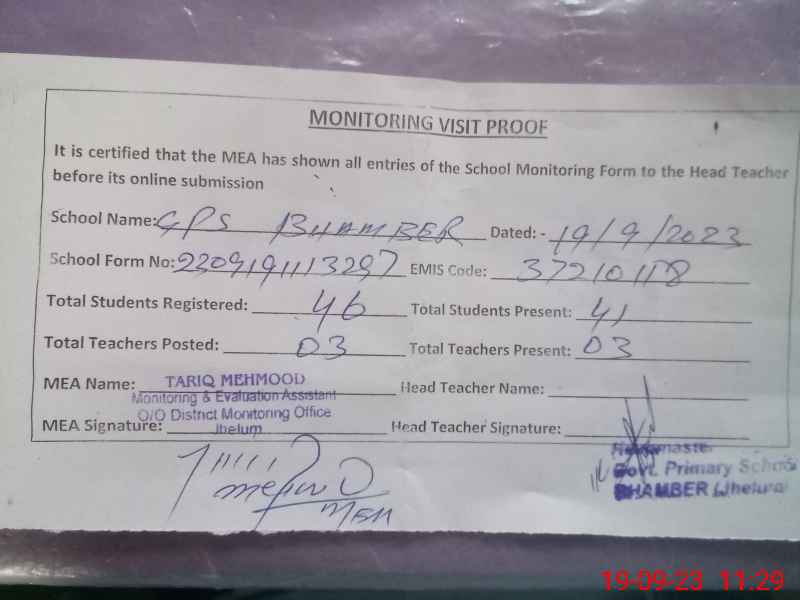 MONITORING VISIT PROOF
It is certified that the MEA has shown all entries of the School Monitoring Form to the Head Teacher
before its online submission
School Name: GPS BHAMBER Dated: - 19/9/2023
School Form No: 2309191113297 EMIS Code: 37210118
Total Students Registered: 46 Total Students Present: 41
Total Teachers Posted: 03 Total Teachers Present: 03
MEA Name: TARIQ MEHMOOD Head Teacher Name:
Monitoring & Evaluation Assistant
O/O District Monitoring Office
MEA Signature: Jhelum Head Teacher Signature:
Headmaster
Govt. Primary School
BHAMBER (Jhelum)
MEA
19-09-23 11:29